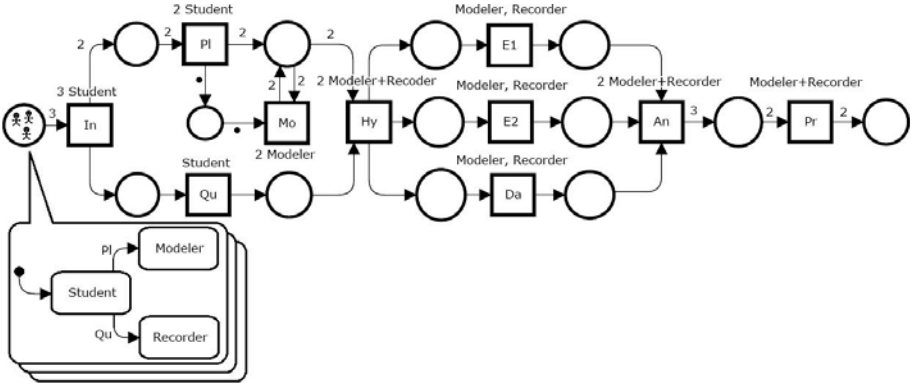 2 Student
Modeler, Recorder
2
2
Pl
2
2
E1
2
2
3 Student
2 Modeler+Recoder
Modeler, Recorder
2 Modeler+Recorder
Modeler+Recorder
3
In
Mo
Hy
E2
An
3
2
Pr
2
2 Modeler
Student
Modeler, Recorder
Qu
Da
Pl
Modeler
Student
Qu
Recorder